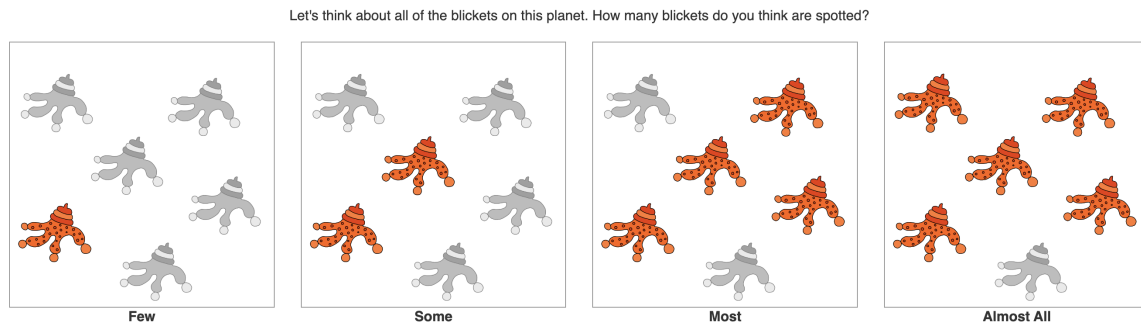 Let's think about all of the blickets on this planet. How many blickets do you think are spotted?
Few
Some
Most
Almost All